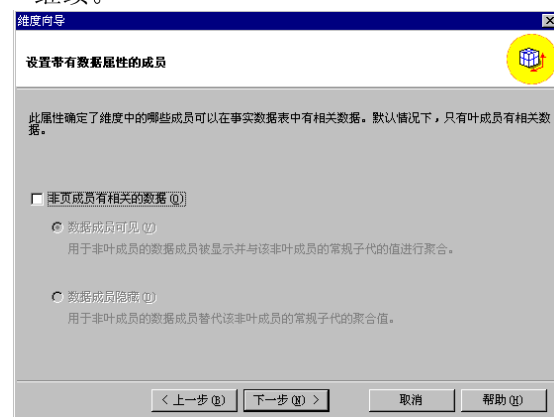 继续。
维度向导
设置带有数据属性的成员
此属性确定了维度中的哪些成员可以在事实数据表中有相关数据。默认情况下，只有叶成员有相关数
据。
非页成员有相关的数据(Q)
数据成员可见(V)
用于非叶成员的数据成员被显示并与该非叶成员的常规子代的值进行聚合。
数据成员隐藏(D)
用于非叶成员的数据成员替代该非叶成员的常规子代的聚合值。
< 上一步(B) 下一步(N) > 取消 帮助(H)